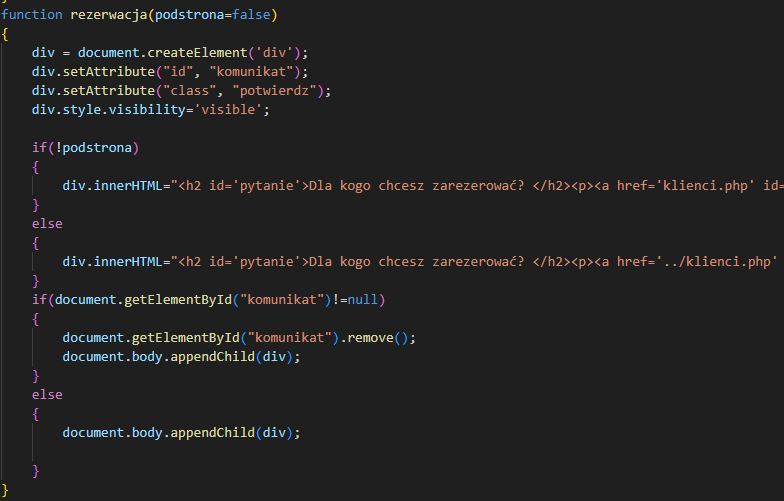 }
function rezerwacja(podstrona=false)
{
    div = document.createElement('div');
    div.setAttribute("id", "komunikat");
    div.setAttribute("class", "potwierdz");
    div.style.visibility='visible';
    if(!podstrona)
    {
        div.innerHTML="<h2 id='pytanie'>Dla kogo chcesz zarezerować? </h2><p><a href='klienci.php' id=
    }
    else
    {
        div.innerHTML="<h2 id='pytanie'>Dla kogo chcesz zarezerować? </h2><p><a href='../klienci.php'
    }
    if(document.getElementById("komunikat")!=null)
    {
        document.getElementById("komunikat").remove();
        document.body.appendChild(div);
    }
    else
    {
        document.body.appendChild(div);
    }
}